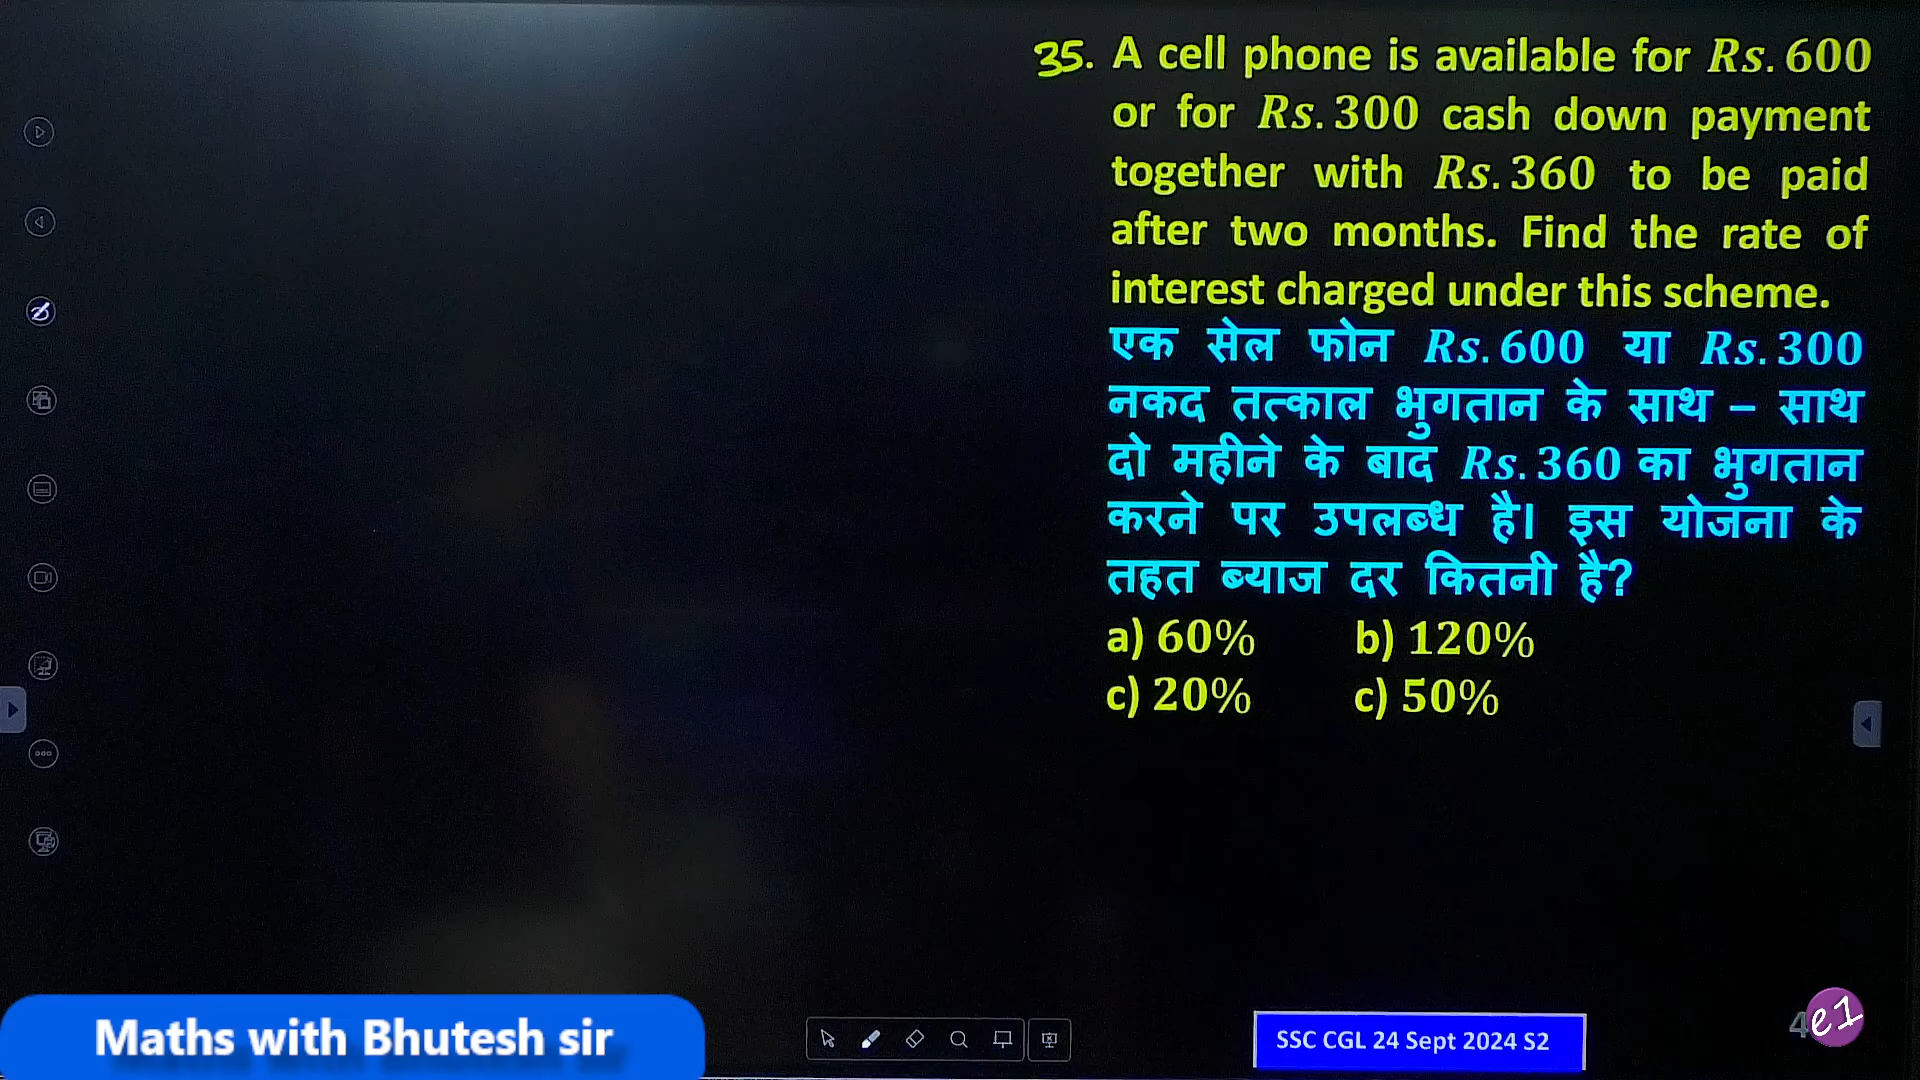 35. A cell phone is available for Rs. 600
or for Rs. 300 cash down payment
together with Rs. 360 to be paid
after two months. Find the rate of
interest charged under this scheme.
एक सेल फोन Rs. 600 या Rs. 300
नकद तत्काल भुगतान के साथ – साथ
दो महीने के बाद Rs. 360 का भुगतान
करने पर उपलब्ध है। इस योजना के
तहत ब्याज दर कितनी है?
a) 60% b) 120%
c) 20% c) 50%
Maths with Bhutesh sir
SSC CGL 24 Sept 2024 S2
e1